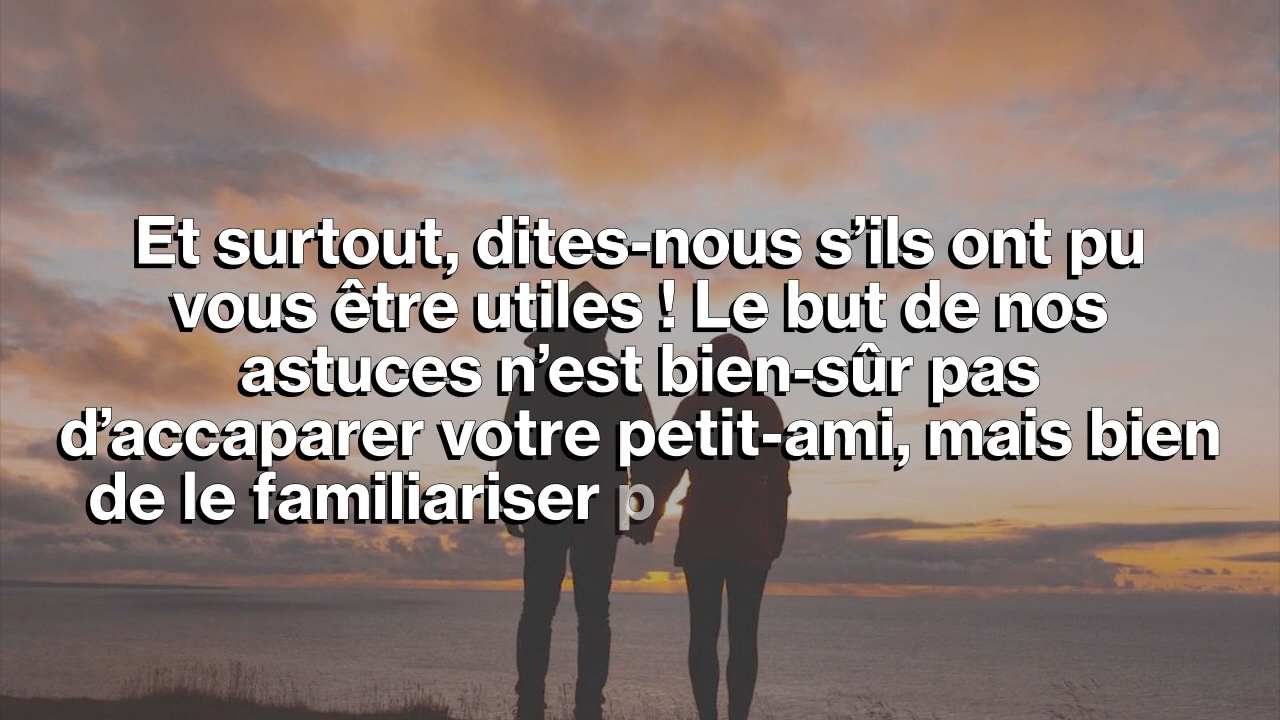 Et surtout, dites-nous s’ils ont pu
vous être utiles ! Le but de nos
astuces n’est bien-sûr pas
d’accaparer votre petit-ami, mais bien
de le familiariser p